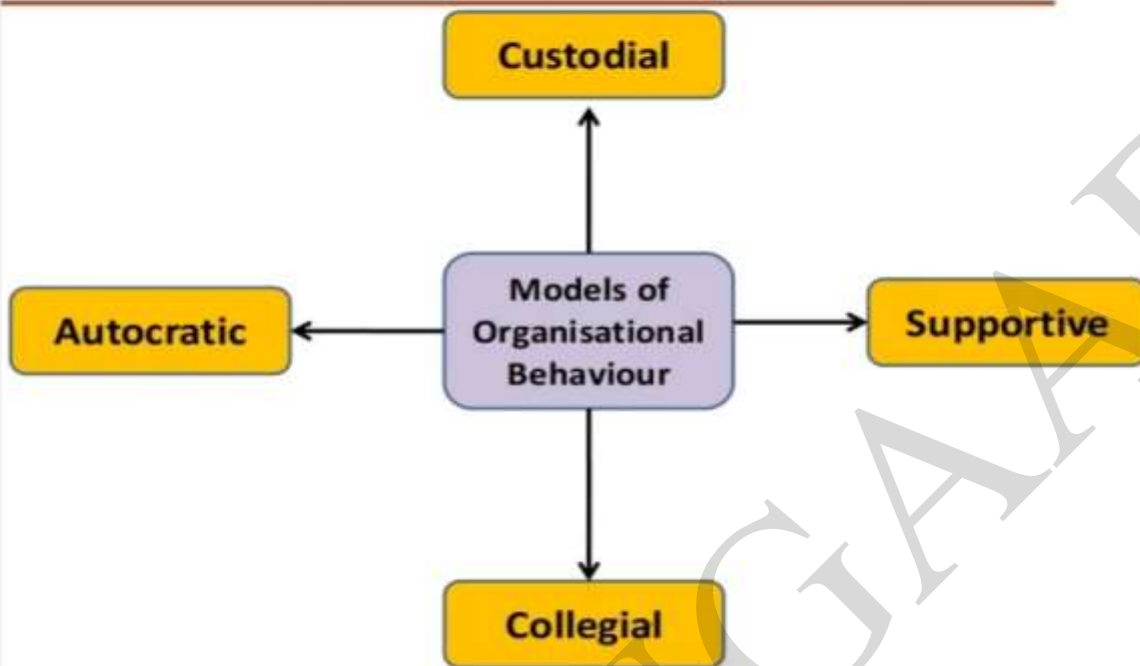 Custodial
Models of
Organisational
Behaviour
Autocratic
Supportive
Collegial